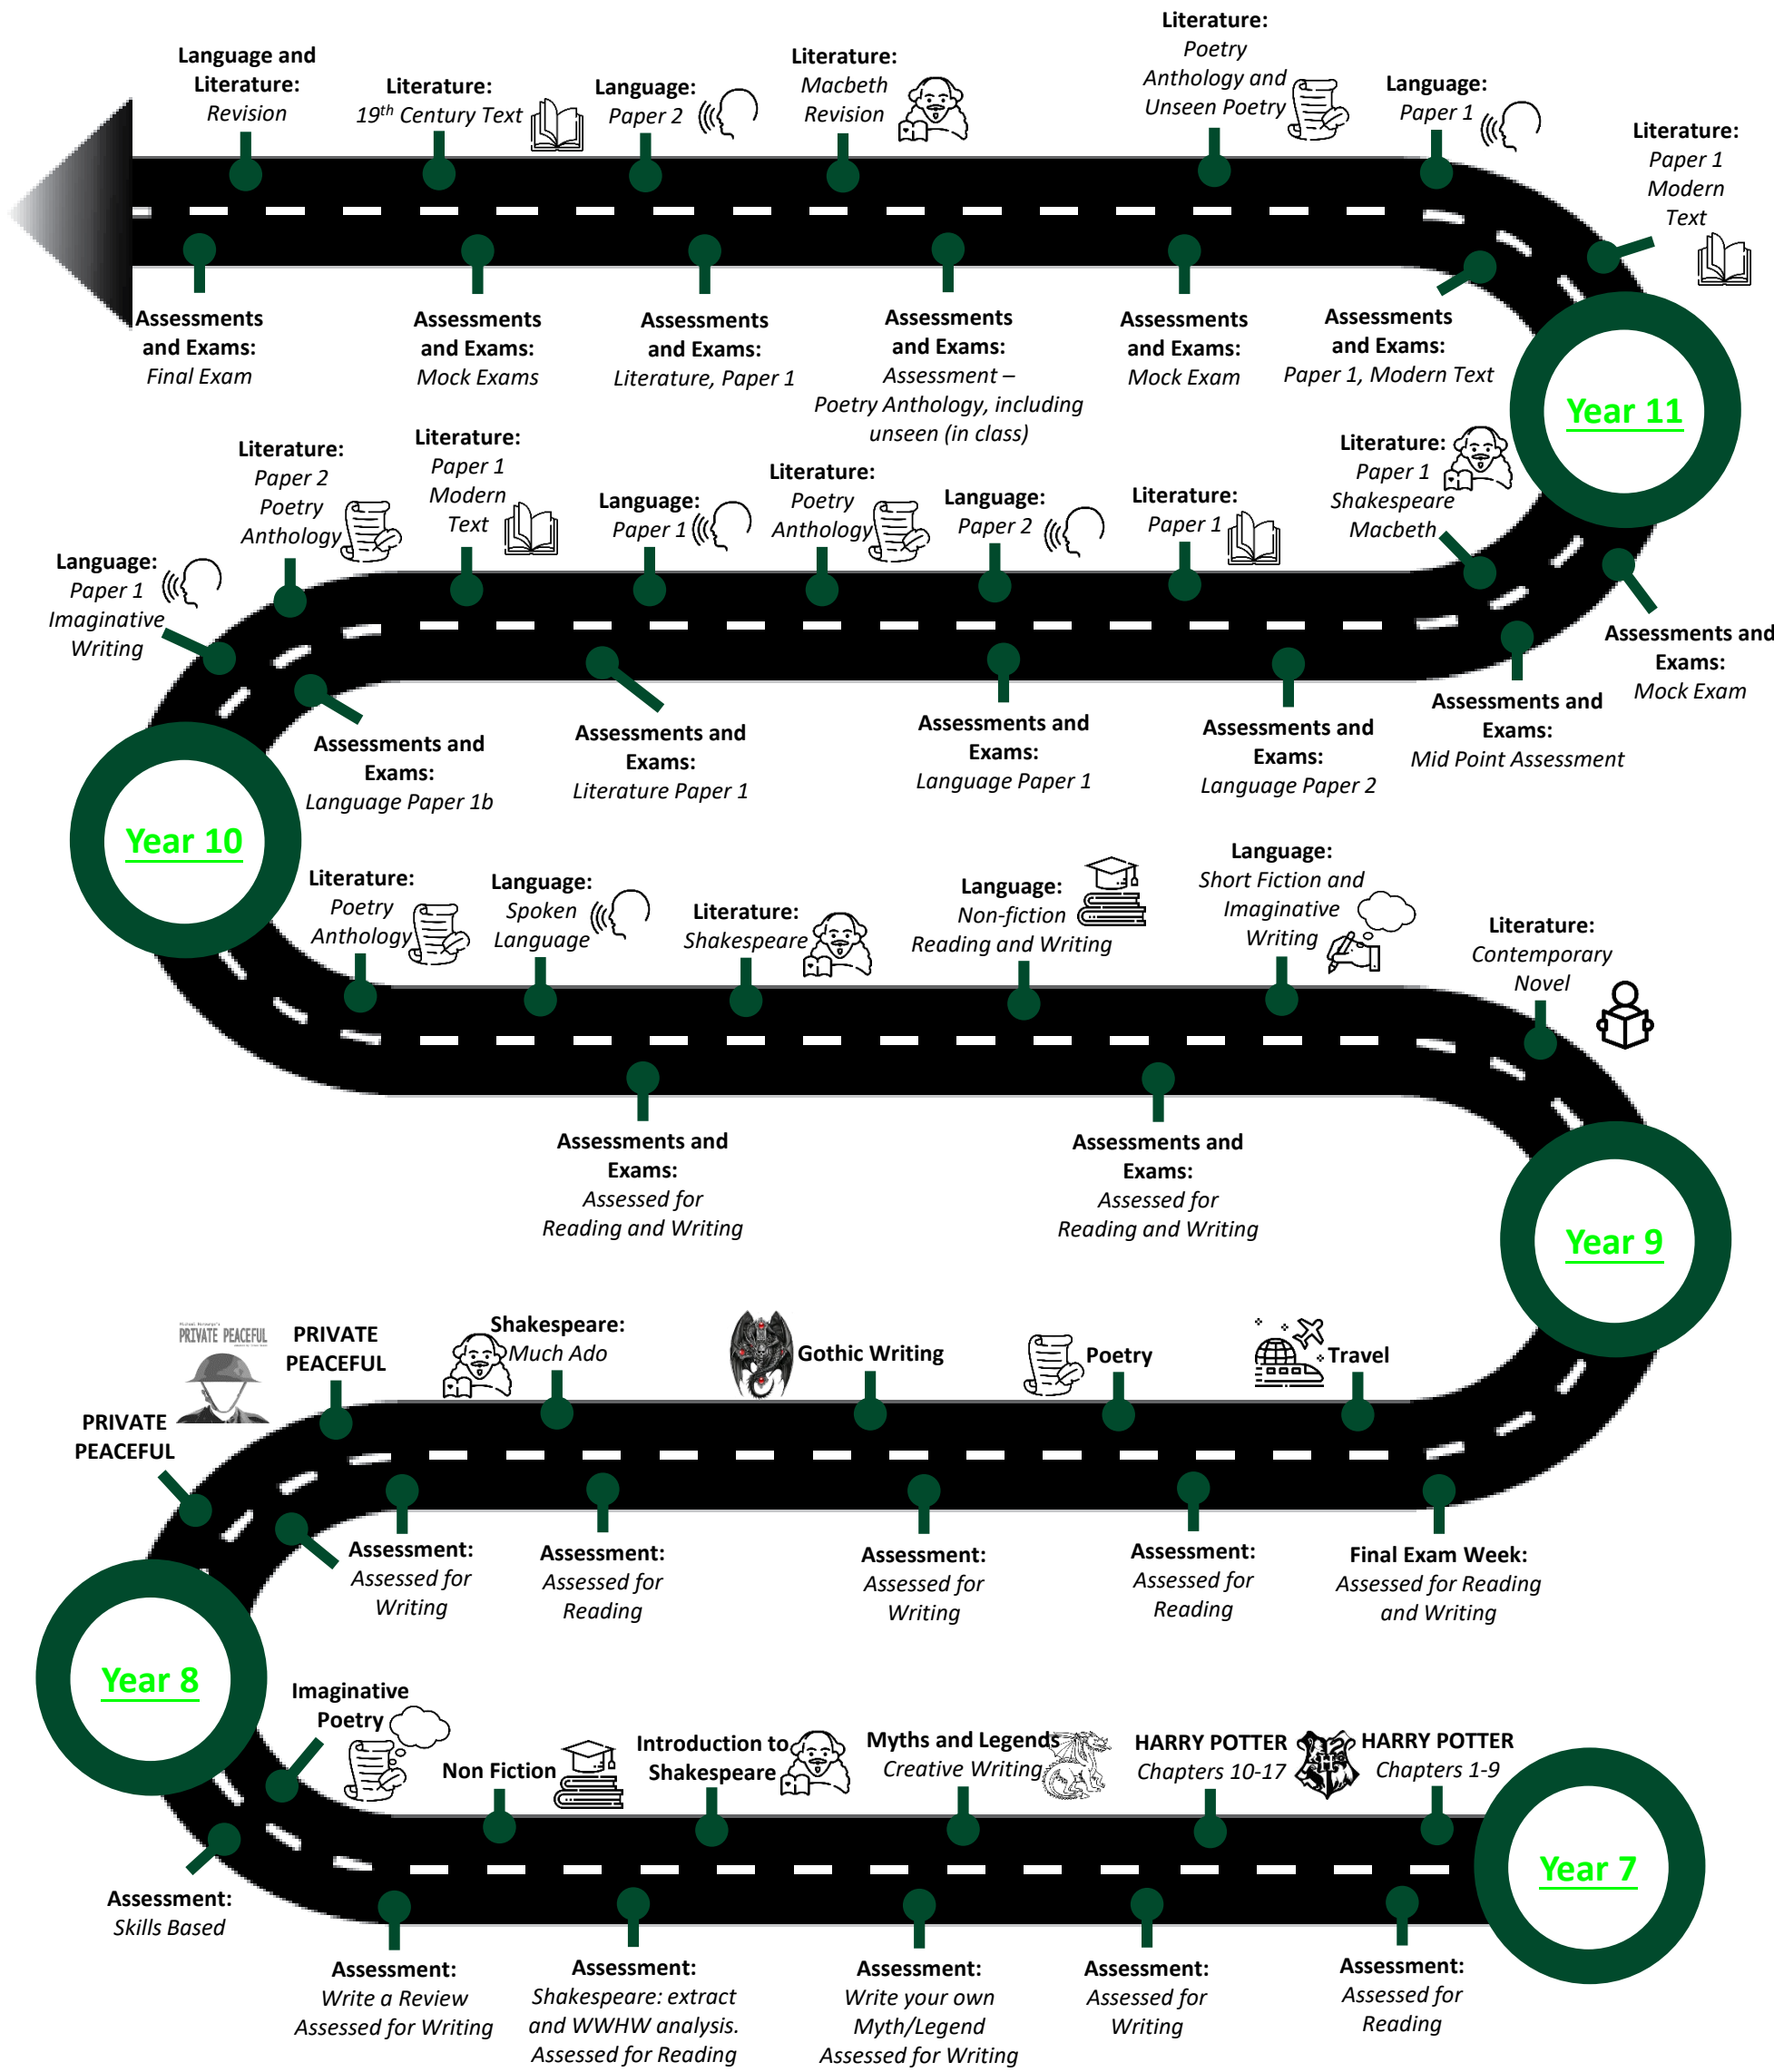 Language and
Literature:
Revision
Literature:
19th Century Text
Language:
Paper 2
Literature:
Macbeth
Revision
Literature:
Poetry
Anthology and
Unseen Poetry
Language:
Paper 1
Literature:
Paper 1
Modern
Text
Assessments
and Exams:
Final Exam
Assessments
and Exams:
Mock Exams
Assessments
and Exams:
Literature, Paper 1
Assessments
and Exams:
Assessment –
Poetry Anthology, including
unseen (in class)
Assessments
and Exams:
Mock Exam
Assessments
and Exams:
Paper 1, Modern Text
Year 11
Language:
Paper 1
Imaginative
Writing
Literature:
Paper 2
Poetry
Anthology
Literature:
Paper 1
Modern
Text
Language:
Paper 1
Literature:
Poetry
Anthology
Language:
Paper 2
Literature:
Paper 1
Literature:
Paper 1
Shakespeare
Macbeth
Assessments and
Exams:
Language Paper 1b
Assessments and
Exams:
Literature Paper 1
Assessments and
Exams:
Language Paper 1
Assessments and
Exams:
Language Paper 2
Assessments and
Exams:
Mid Point Assessment
Assessments and
Exams:
Mock Exam
Year 10
Literature:
Poetry
Anthology
Language:
Spoken
Language
Literature:
Shakespeare
Language:
Non-fiction
Reading and Writing
Language:
Short Fiction and
Imaginative
Writing
Literature:
Contemporary
Novel
Assessments and
Exams:
Assessed for
Reading and Writing
Assessments and
Exams:
Assessed for
Reading and Writing
Year 9
PRIVATE
PEACEFUL
PRIVATE PEACEFUL
PRIVATE
PEACEFUL
Shakespeare:
Much Ado
Gothic Writing
Poetry
Travel
Assessment:
Assessed for
Writing
Assessment:
Assessed for
Reading
Assessment:
Assessed for
Writing
Assessment:
Assessed for
Reading
Final Exam Week:
Assessed for Reading
and Writing
Year 8
Imaginative
Poetry
Non Fiction
Introduction to
Shakespeare
Myths and Legends
Creative Writing
HARRY POTTER
Chapters 10-17
HARRY POTTER
Chapters 1-9
Year 7
Assessment:
Skills Based
Assessment:
Write a Review
Assessed for Writing
Assessment:
Shakespeare: extract
and WWHW analysis.
Assessed for Reading
Assessment:
Write your own
Myth/Legend
Assessed for Writing
Assessment:
Assessed for
Writing
Assessment:
Assessed for
Reading